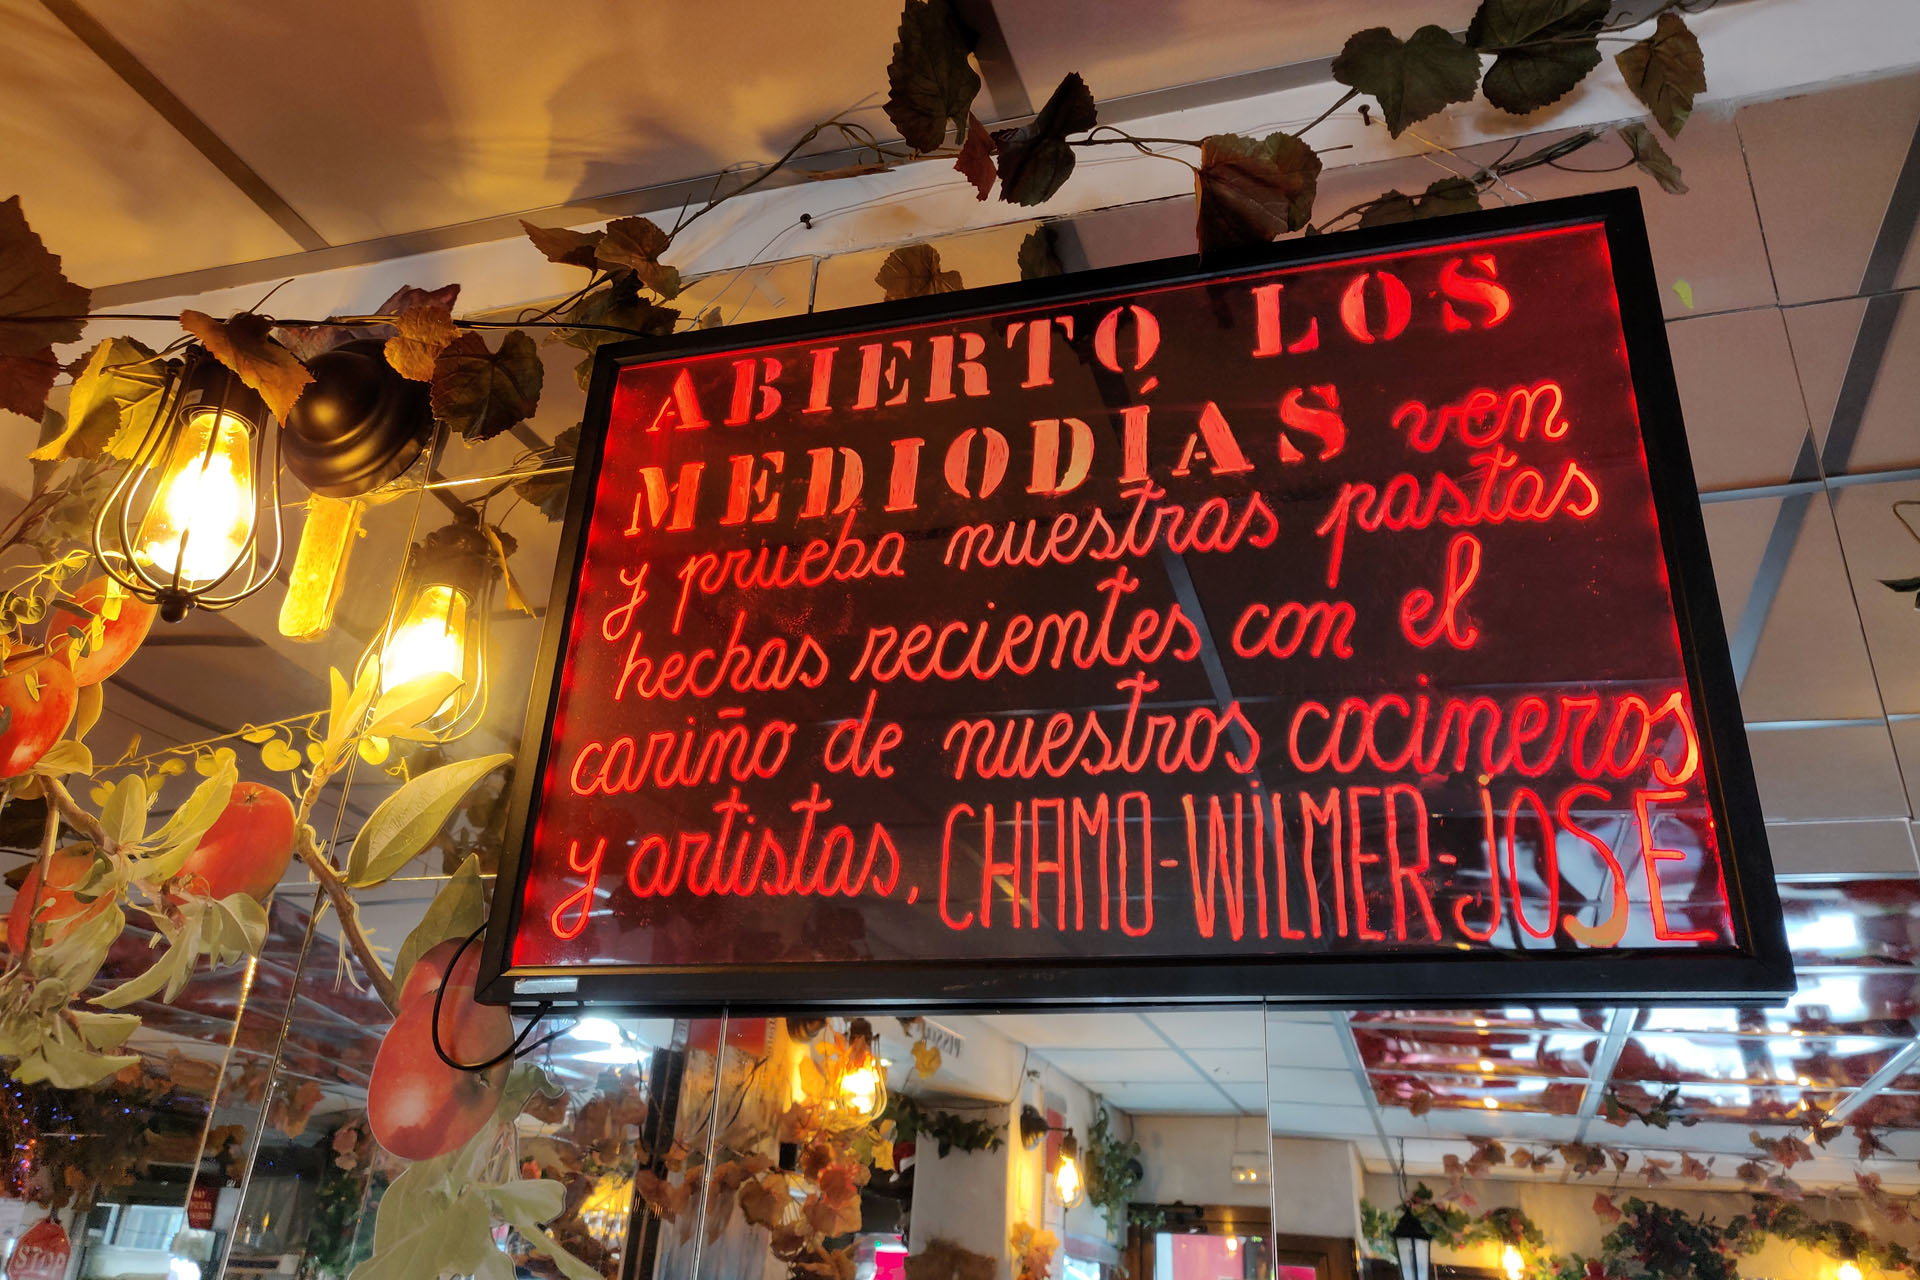 ABIERTO LOS
MEDIODÍAS ven
y prueba nuestras pastas
hechas recientes con el
cariño de nuestros cocineros
y artistas, CHAMO-WILMER-JOSE
STOP